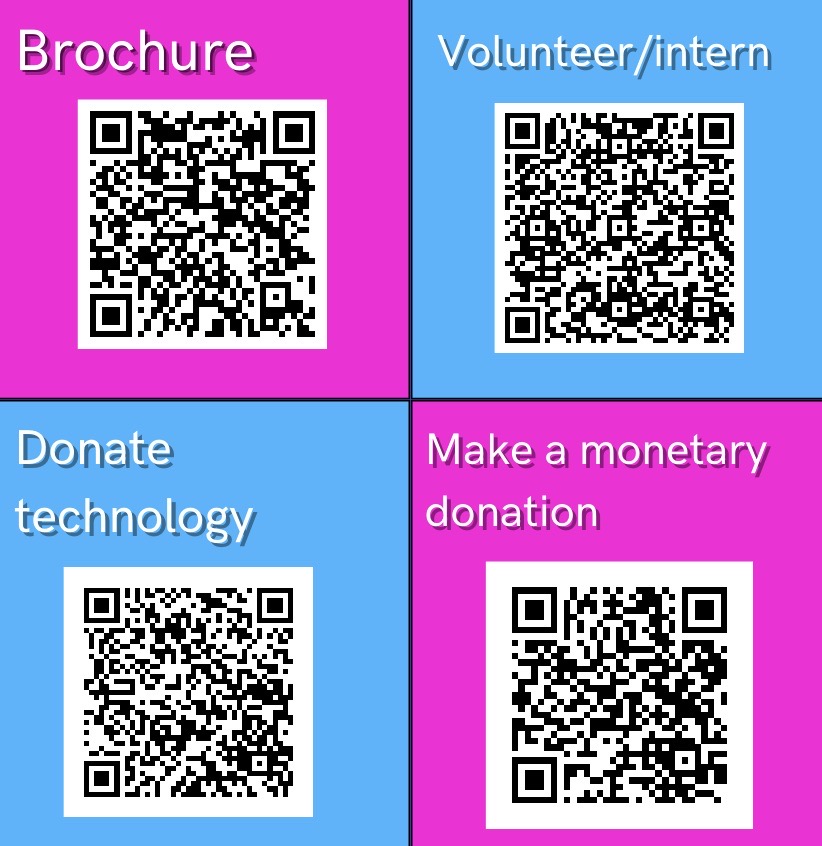 Brochure
Volunteer/intern
Donate
technology
Make a monetary
donation